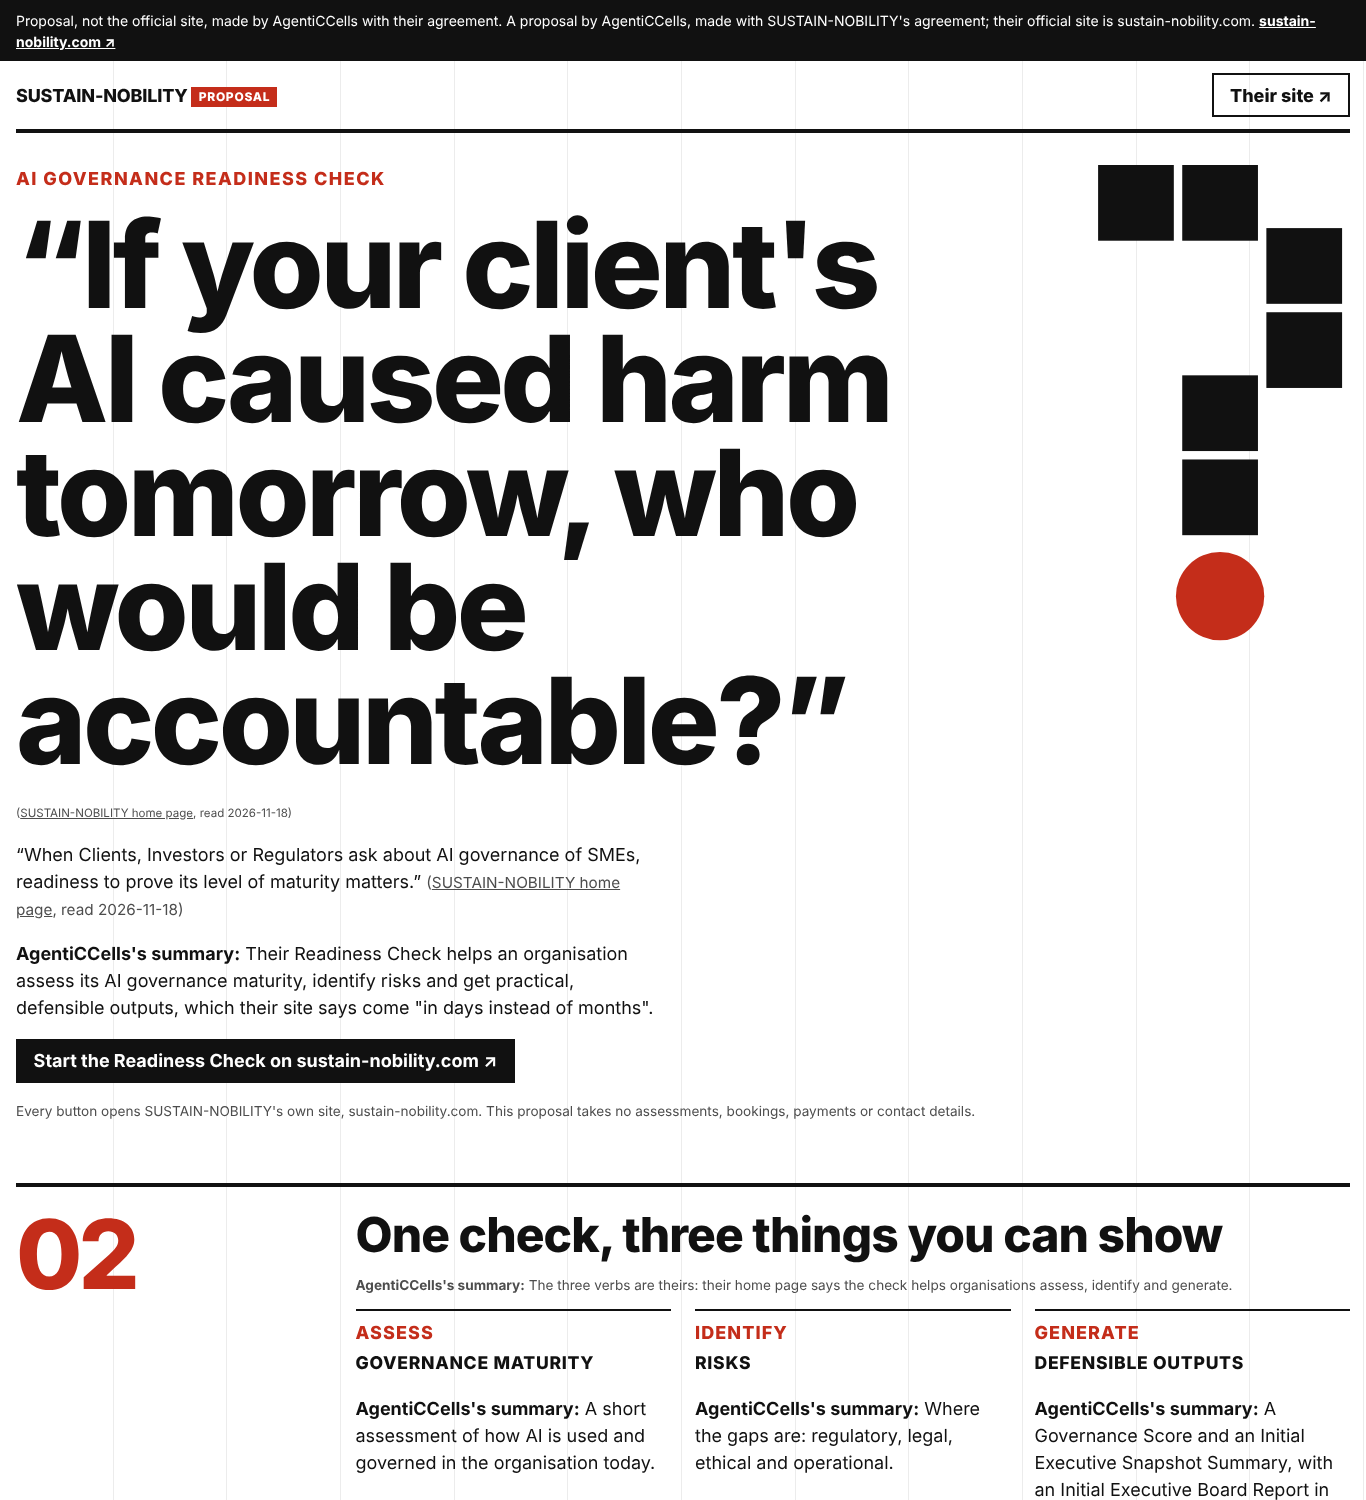 Proposal, not the official site, made by AgentiCCells with their agreement. A proposal by AgentiCCells, made with SUSTAIN-NOBILITY's agreement; their official site is sustain-nobility.com. sustain-
nobility.com ↗
SUSTAIN-NOBILITY PROPOSAL
Their site ↗
AI GOVERNANCE READINESS CHECK
“If your client's
AI caused harm
tomorrow, who
would be
accountable?”
(SUSTAIN-NOBILITY home page, read 2026-11-18)
“When Clients, Investors or Regulators ask about AI governance of SMEs,
readiness to prove its level of maturity matters.” (SUSTAIN-NOBILITY home
page, read 2026-11-18)
AgentiCCells's summary: Their Readiness Check helps an organisation
assess its AI governance maturity, identify risks and get practical,
defensible outputs, which their site says come "in days instead of months".
Start the Readiness Check on sustain-nobility.com ↗
Every button opens SUSTAIN-NOBILITY's own site, sustain-nobility.com. This proposal takes no assessments, bookings, payments or contact details.
02
One check, three things you can show
AgentiCCells's summary: The three verbs are theirs: their home page says the check helps organisations assess, identify and generate.
ASSESS
GOVERNANCE MATURITY
AgentiCCells's summary: A short
assessment of how AI is used and
governed in the organisation today.
IDENTIFY
RISKS
AgentiCCells's summary: Where
the gaps are: regulatory, legal,
ethical and operational.
GENERATE
DEFENSIBLE OUTPUTS
AgentiCCells's summary: A
Governance Score and an Initial
Executive Snapshot Summary, with
an Initial Executive Board Report in